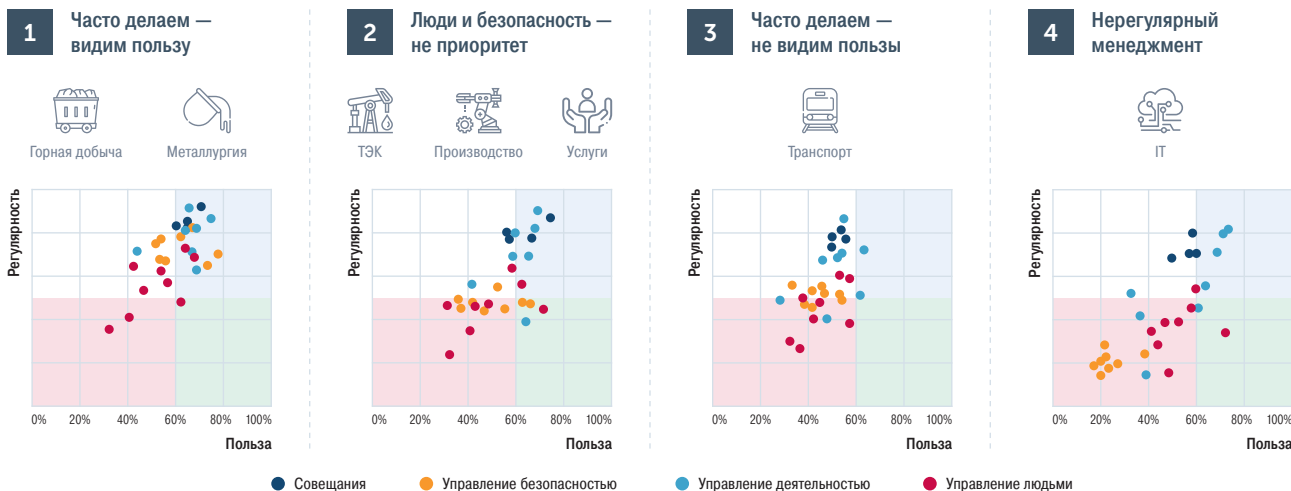 1
Часто делаем —
видим пользу
Горная добыча
Металлургия
Регулярность
0% 20% 40% 60% 80% 100%
Польза
2
Люди и безопасность —
не приоритет
ТЭК
Производство
Услуги
Регулярность
0% 20% 40% 60% 80% 100%
Польза
3
Часто делаем —
не видим пользы
Транспорт
Регулярность
0% 20% 40% 60% 80% 100%
Польза
4
Нерегулярный
менеджмент
IT
Регулярность
0% 20% 40% 60% 80% 100%
Польза
Совещания
Управление безопасностью
Управление деятельностью
Управление людьми